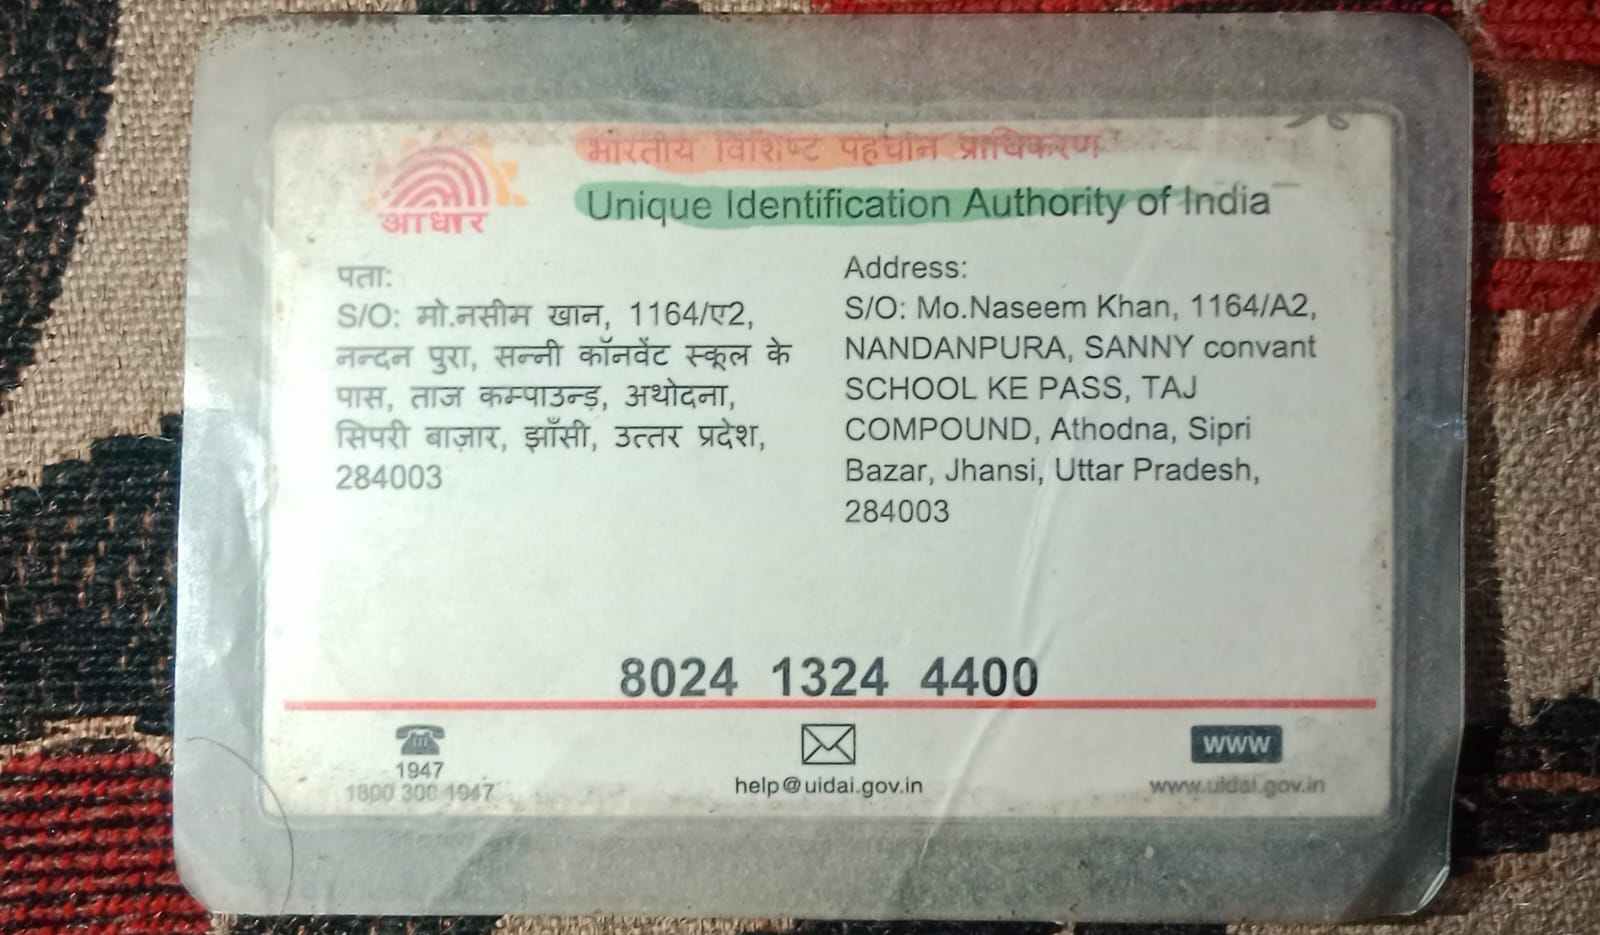 आधार
भारतीय विशिष्ट पहचान प्राधिकरण
Unique Identification Authority of India
पता:
S/O: मो.नसीम खान, 1164/ए2,
नन्दन पुरा, सन्नी कॉनवेंट स्कूल के
पास, ताज कम्पाउन्ड़, अथोदना,
सिपरी बाज़ार, झाँसी, उत्तर प्रदेश,
284003
Address:
S/O: Mo.Naseem Khan, 1164/A2,
NANDANPURA, SANNY convant
SCHOOL KE PASS, TAJ
COMPOUND, Athodna, Sipri
Bazar, Jhansi, Uttar Pradesh,
284003
8024 1324 4400
1947
1800 300 1947
help@uidai.gov.in
www
www.uidai.gov.in